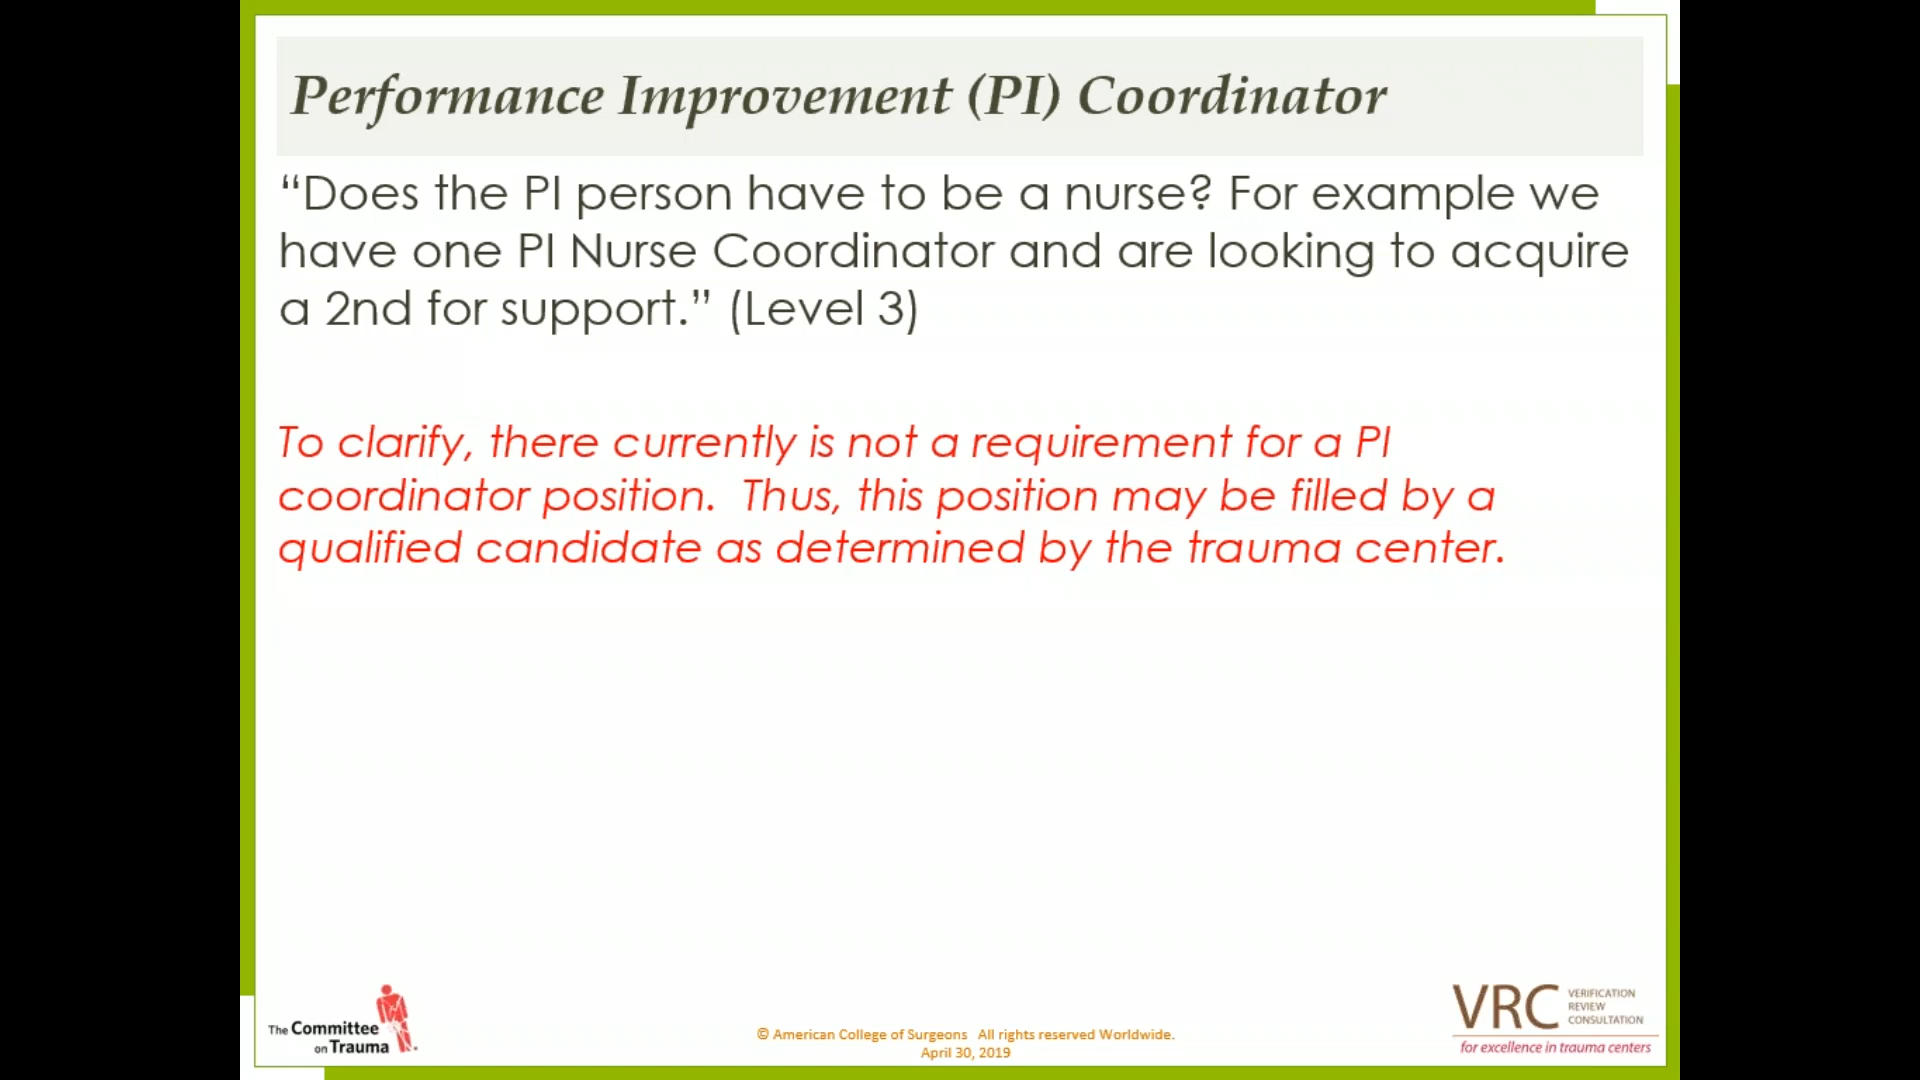 Performance Improvement (PI) Coordinator
“Does the PI person have to be a nurse? For example we
have one PI Nurse Coordinator and are looking to acquire
a 2nd for support.” (Level 3)
To clarify, there currently is not a requirement for a PI
coordinator position.  Thus, this position may be filled by a
qualified candidate as determined by the trauma center.
The Committee
on Trauma
© American College of Surgeons   All rights reserved Worldwide.
April 30, 2019
VRC
VERIFICATION
REVIEW
CONSULTATION
for excellence in trauma centers